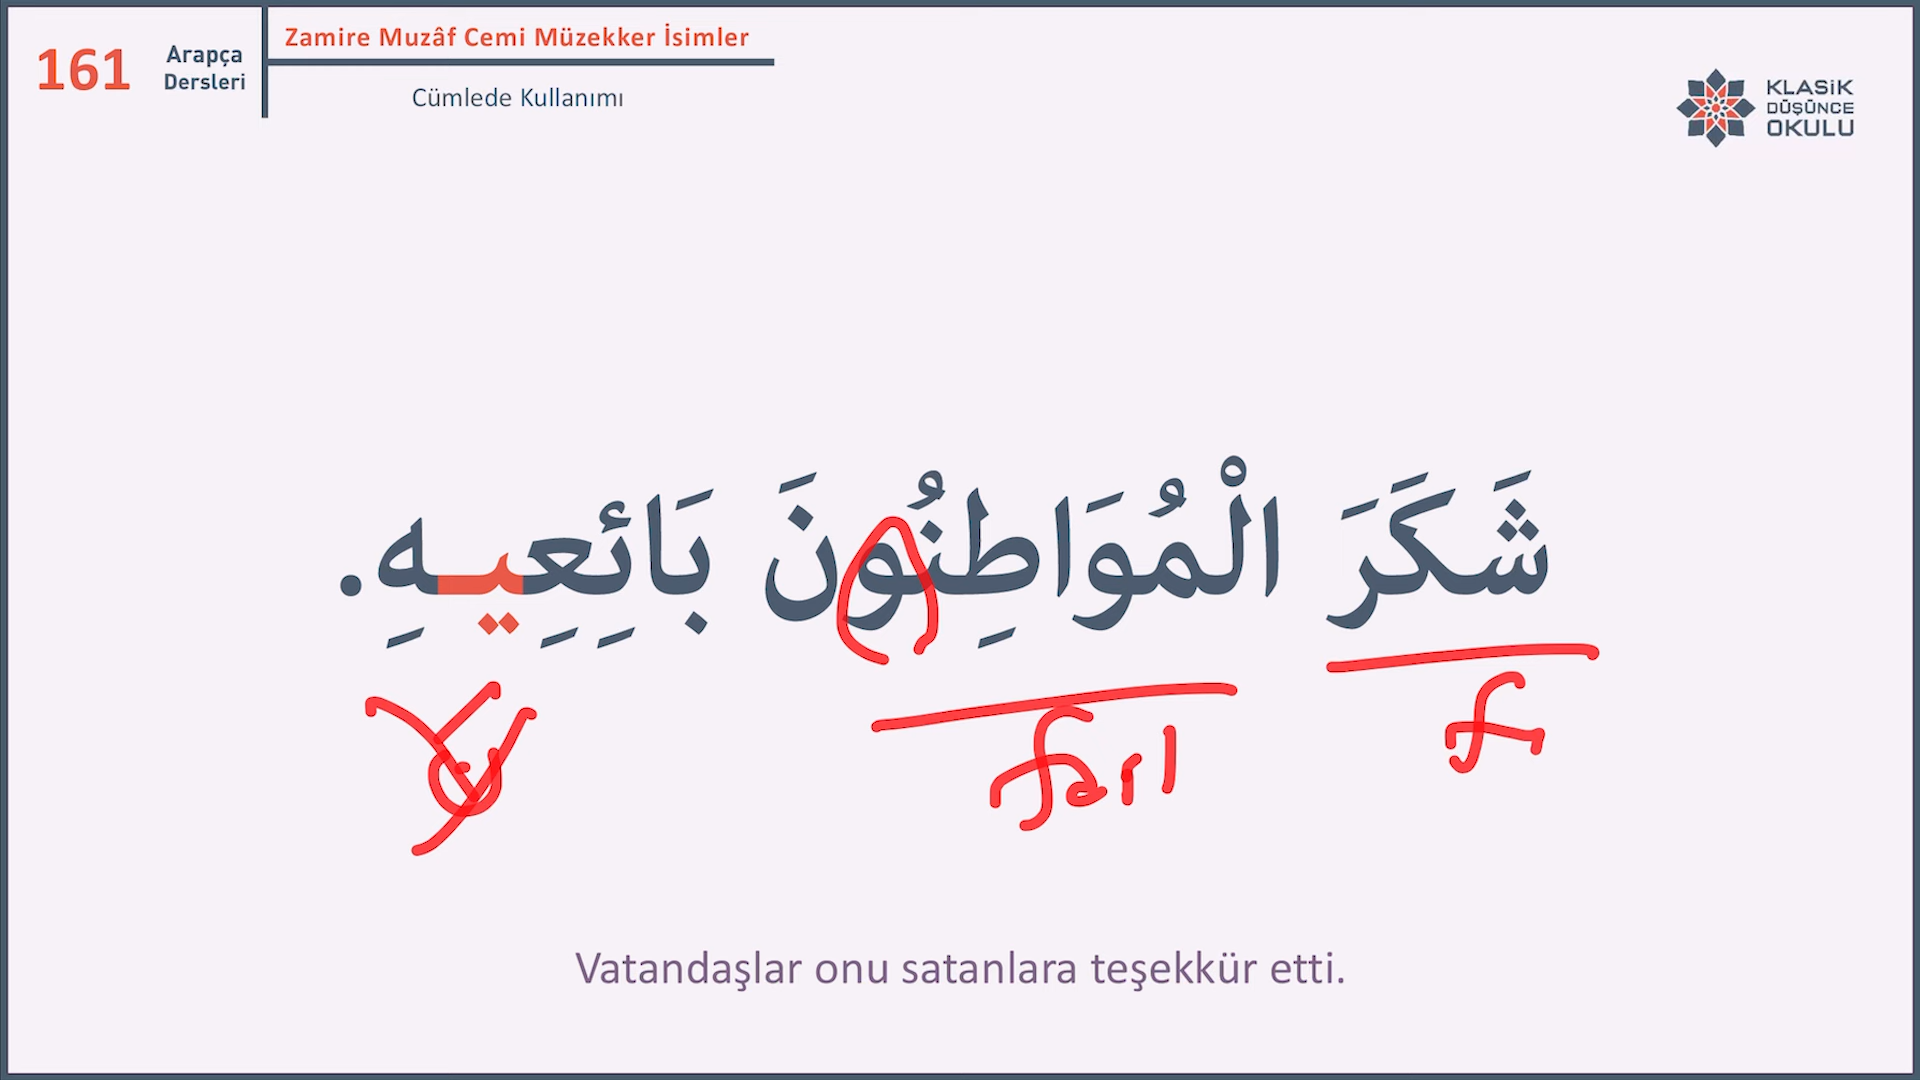 161
Arapça
Dersleri
Zamire Muzâf Cemi Müzekker İsimler
Cümlede Kullanımı
KLASiK
DÜŞÜNCE
OKULU
شَكَرَ الْمُوَاطِنُونَ بَائِعِيهِ.
f
fail
ن
Vatandaşlar onu satanlara teşekkür etti.